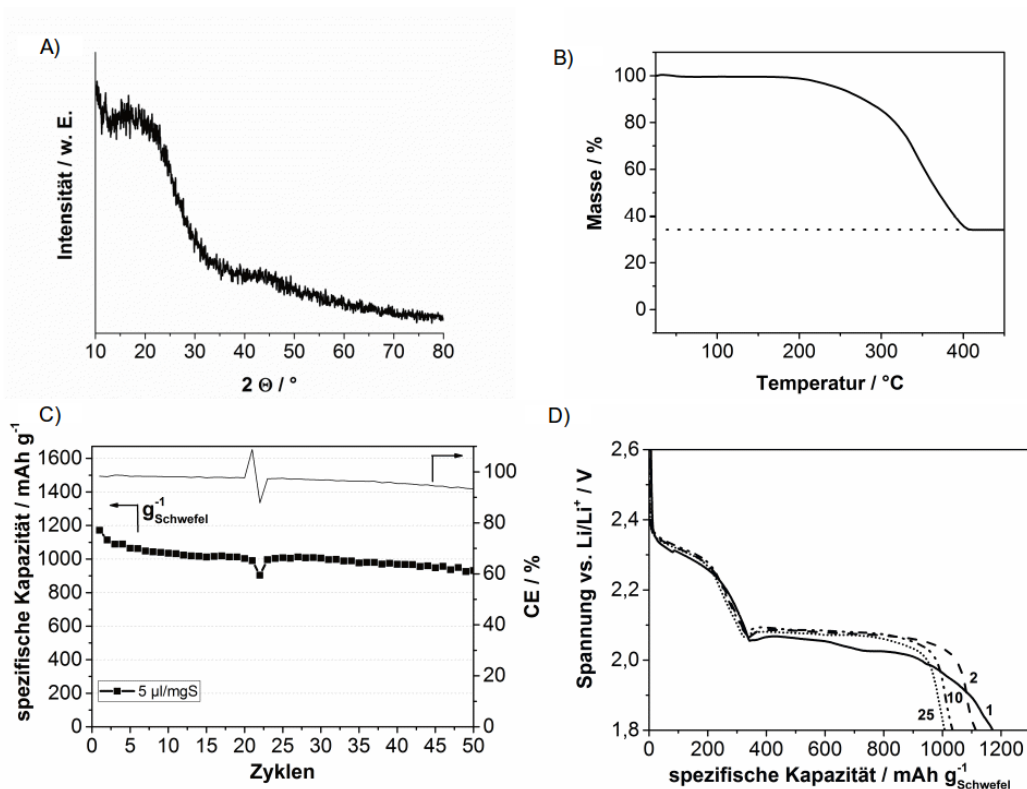 A)
Intensität / w. E.
10 20 30 40 50 60 70 80
2 Θ / °
B)
100
80
60
40
20
0
Masse / %
100 200 300 400
Temperatur / °C
C)
1600
1400
1200
1000
800
600
400
200
0
spezifische Kapazität / mAh g⁻¹
g⁻¹Schwefel
5 µl/mgS
100
80
60
40
20
0
CE / %
0 5 10 15 20 25 30 35 40 45 50
Zyklen
D)
2,6
2,4
2,2
2,0
1,8
Spannung vs. Li/Li⁺ / V
25 10 2 1
0 200 400 600 800 1000 1200
spezifische Kapazität / mAh g⁻¹Schwefel